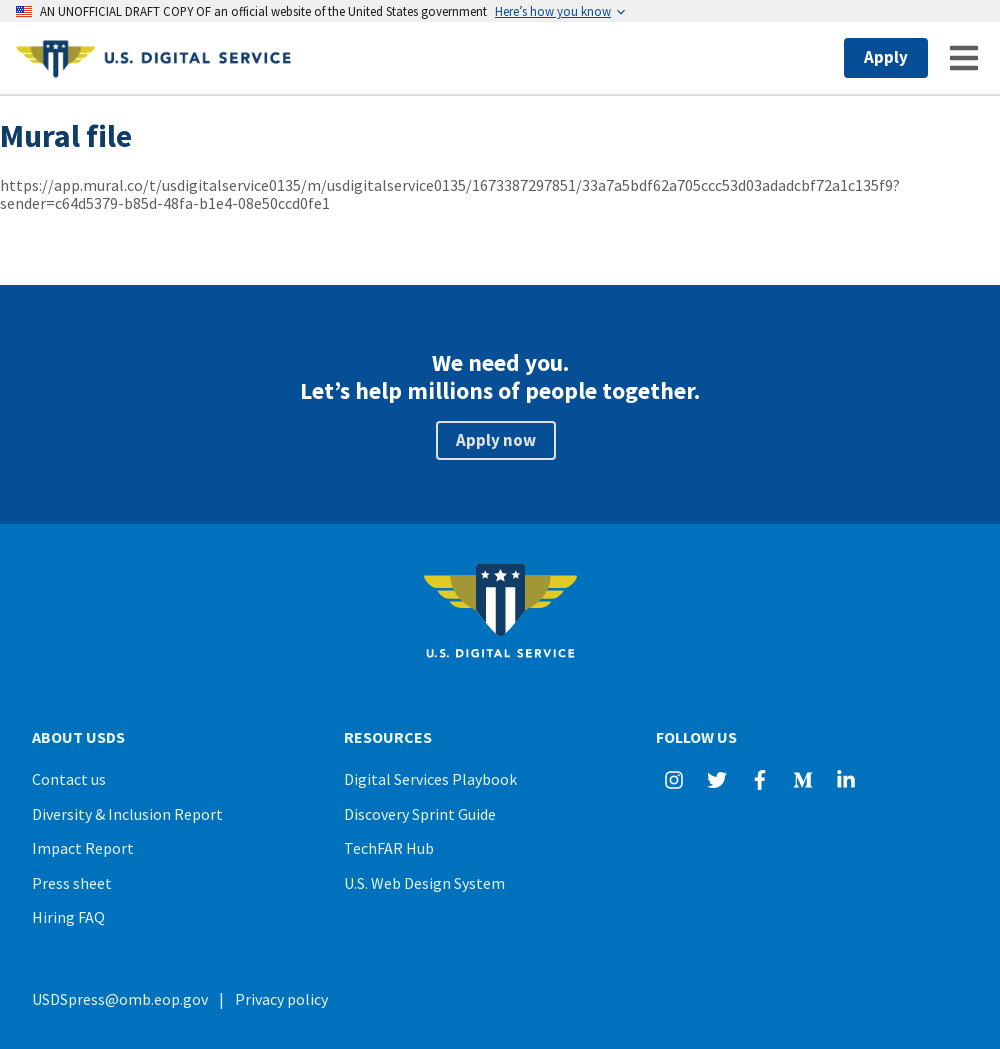 AN UNOFFICIAL DRAFT COPY OF an official website of the United States government Here’s how you know
U.S. DIGITAL SERVICE
Apply
Mural file
https://app.mural.co/t/usdigitalservice0135/m/usdigitalservice0135/1673387297851/33a7a5bdf62a705ccc53d03adadcbf72a1c135f9?
sender=c64d5379-b85d-48fa-b1e4-08e50ccd0fe1
We need you.
Let’s help millions of people together.
Apply now
U.S. DIGITAL SERVICE
ABOUT USDS
Contact us
Diversity & Inclusion Report
Impact Report
Press sheet
Hiring FAQ
RESOURCES
Digital Services Playbook
Discovery Sprint Guide
TechFAR Hub
U.S. Web Design System
FOLLOW US
USDSpress@omb.eop.gov | Privacy policy